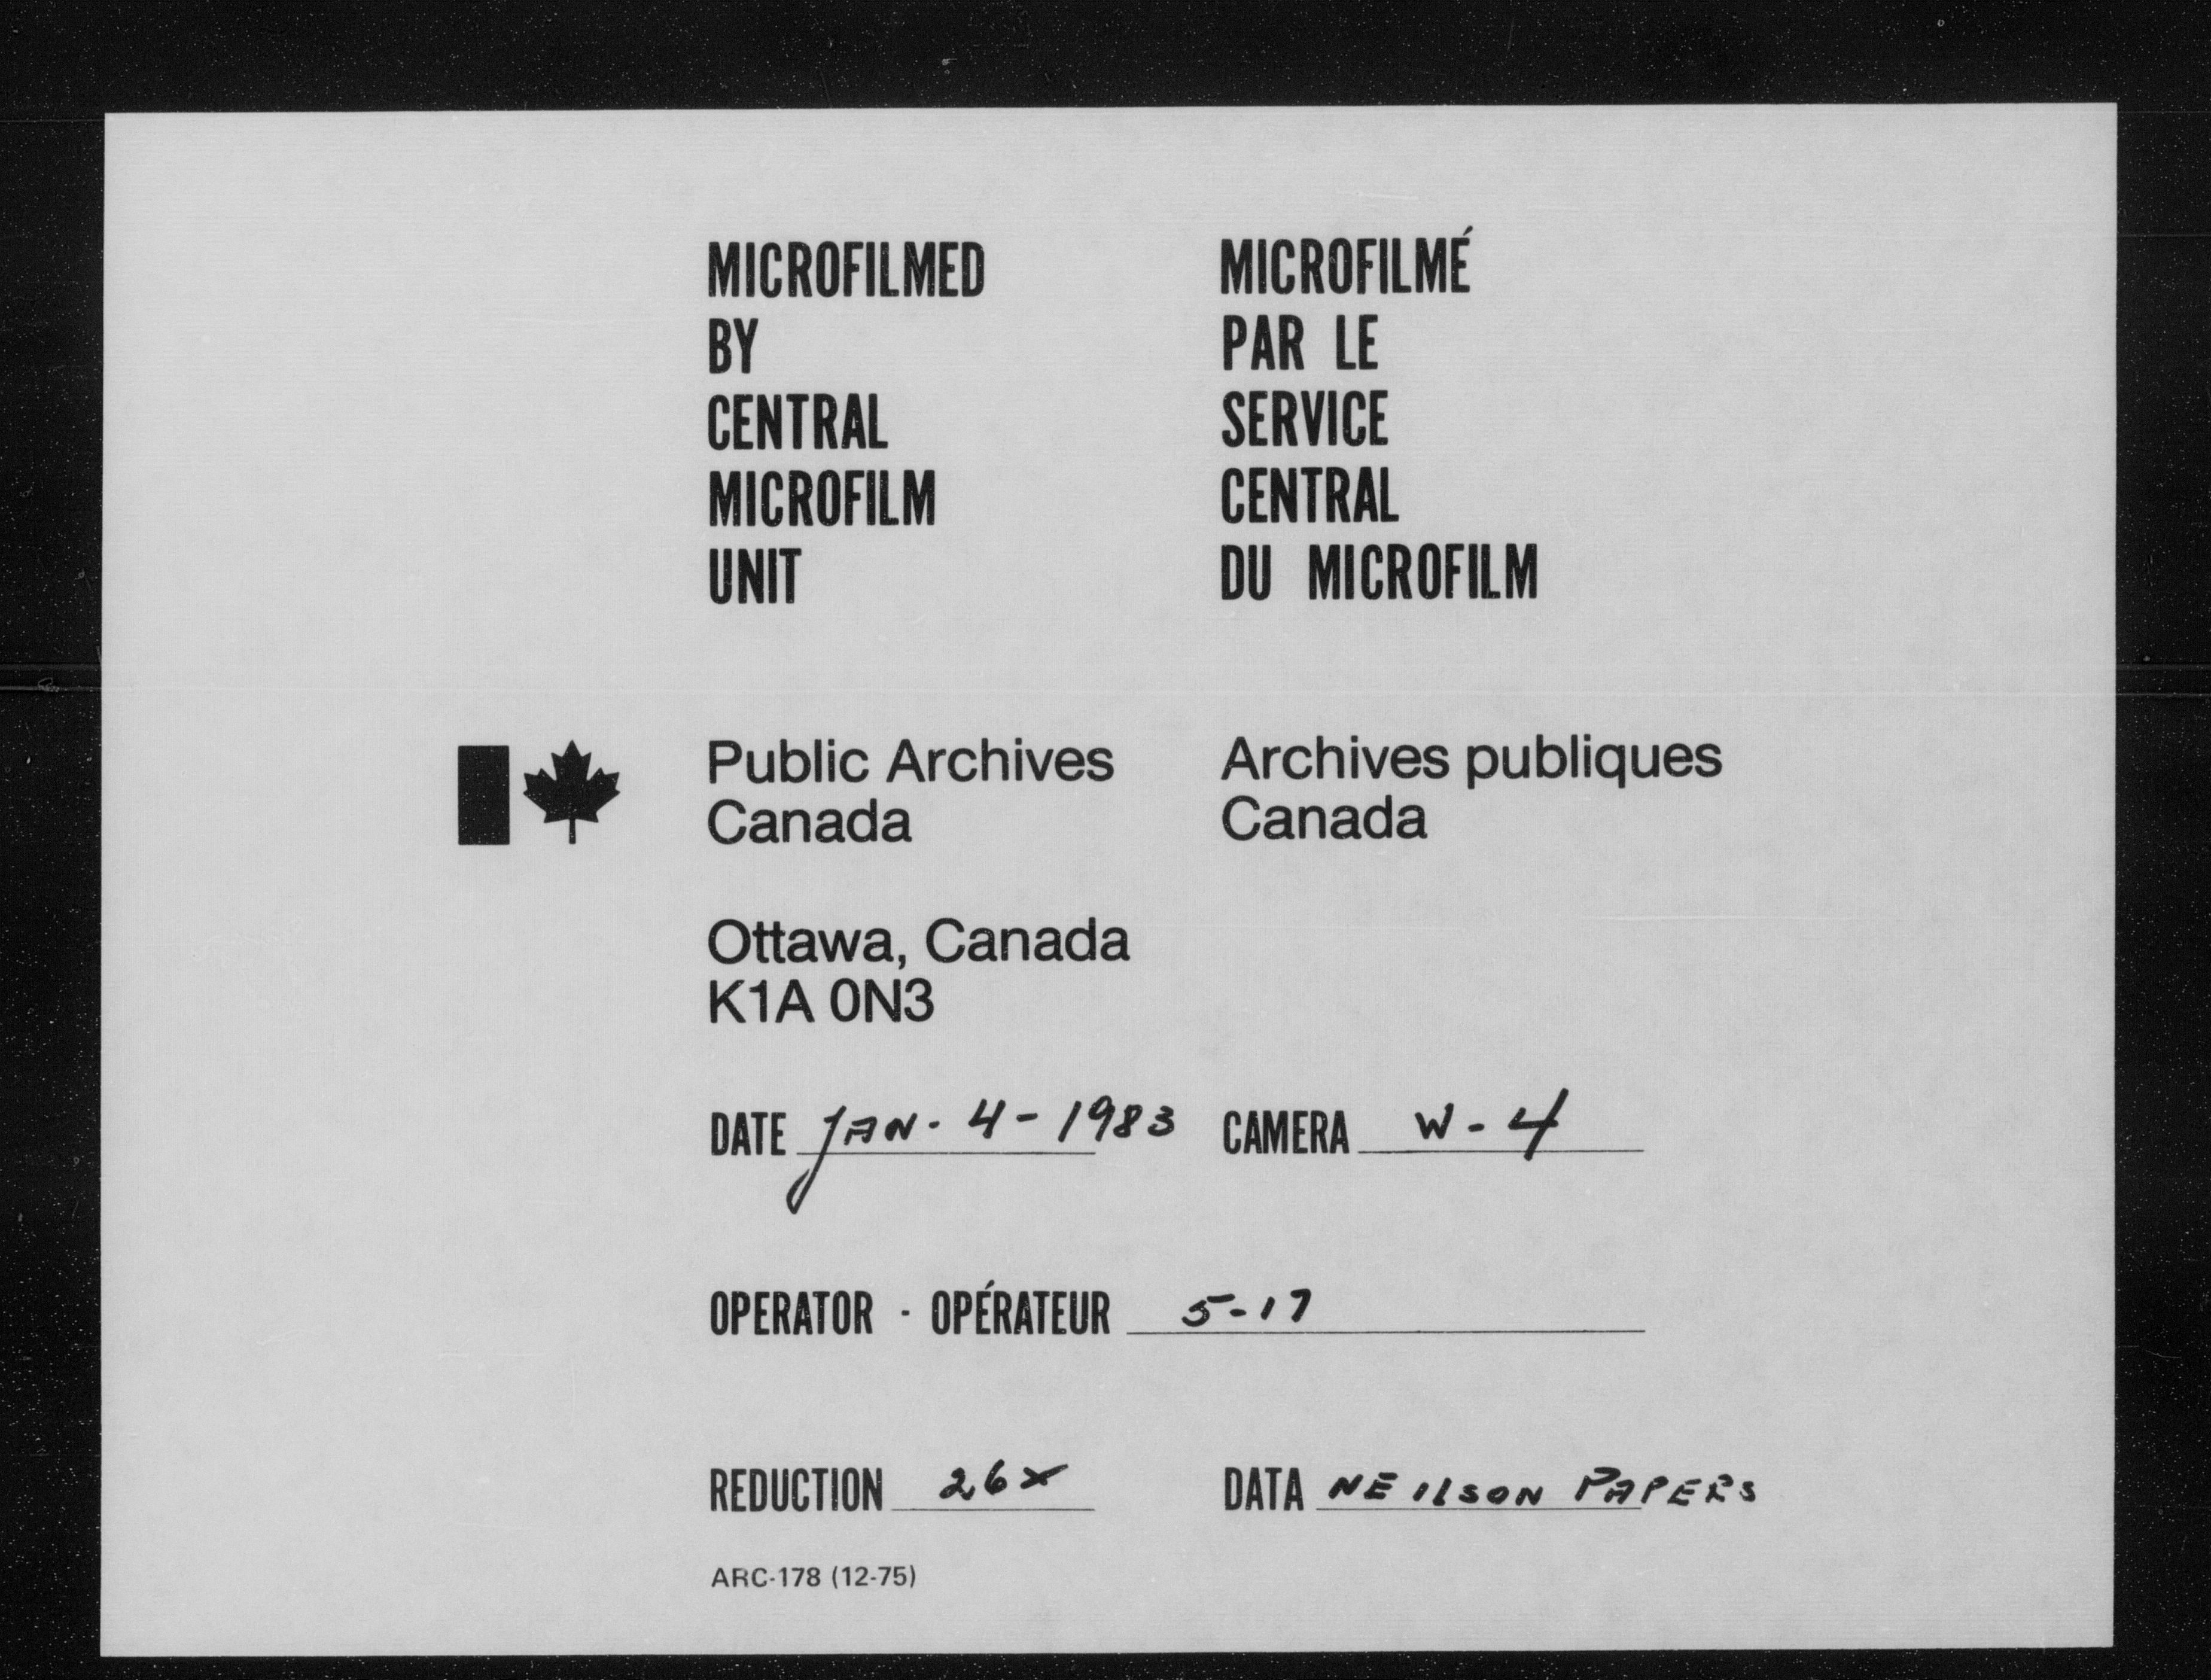 MICROFILMED
BY
CENTRAL
MICROFILM
UNIT
MICROFILMÉ
PAR LE
SERVICE
CENTRAL
DU MICROFILM
Public Archives
Canada
Archives publiques
Canada
Ottawa, Canada
K1A 0N3
DATE JAN. 4-1983 CAMERA W-4
OPERATOR - OPÉRATEUR 5-17
REDUCTION 26x DATA NEILSON PAPERS
ARC-178 (12-75)